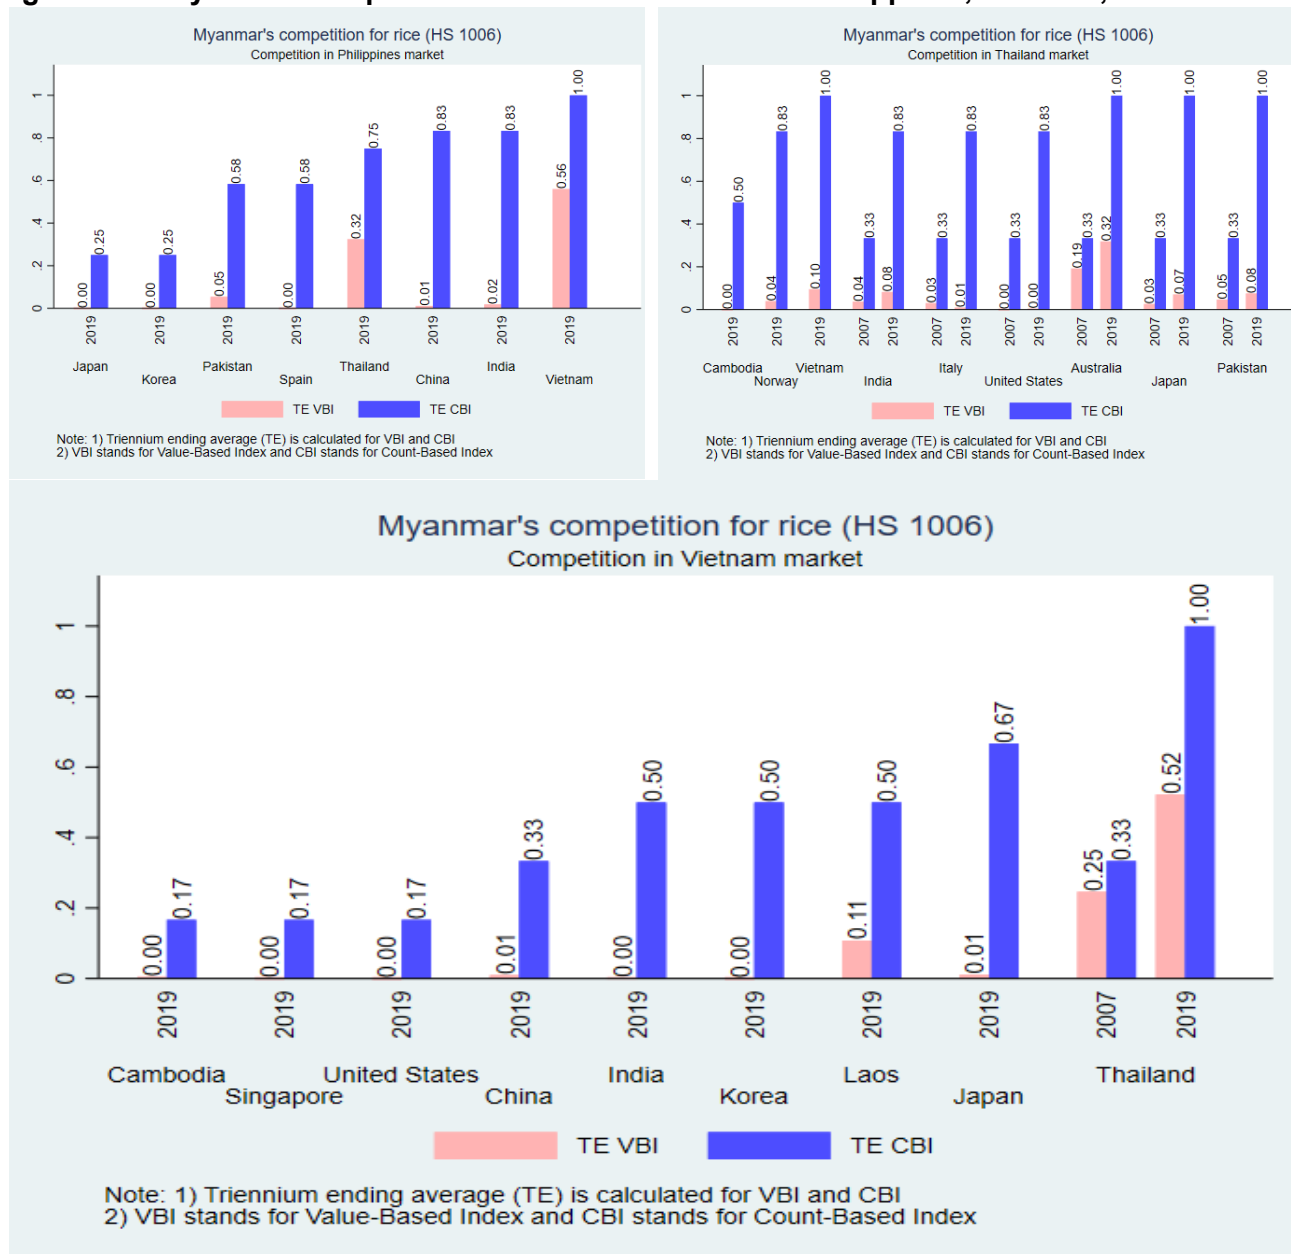 Myanmar's competition for rice (HS 1006)
Competition in Philippines market
1
.8
.6
.4
.2
0
0.00 0.25 0.00 0.25 0.05 0.58 0.00 0.58 0.32 0.75 0.01 0.83 0.02 0.83 0.56 1.00
2019 2019 2019 2019 2019 2019 2019 2019
Japan Pakistan Thailand India
Korea Spain China Vietnam
TE VBI TE CBI
Note: 1) Triennium ending average (TE) is calculated for VBI and CBI
2) VBI stands for Value-Based Index and CBI stands for Count-Based Index
Myanmar's competition for rice (HS 1006)
Competition in Thailand market
1
.8
.6
.4
.2
0
0.00 0.50 0.04 0.83 0.10 1.00 0.04 0.33 0.08 0.83 0.03 0.33 0.01 0.83 0.00 0.33 0.00 0.83 0.19 0.33 0.32 1.00 0.03 0.33 0.07 1.00 0.05 0.33 0.08 1.00
2019 2019 2019 2007 2019 2007 2019 2007 2019 2007 2019 2007 2019 2007 2019
Cambodia Vietnam Italy Australia Pakistan
Norway India United States Japan
TE VBI TE CBI
Note: 1) Triennium ending average (TE) is calculated for VBI and CBI
2) VBI stands for Value-Based Index and CBI stands for Count-Based Index
Myanmar's competition for rice (HS 1006)
Competition in Vietnam market
1
.8
.6
.4
.2
0
0.00 0.17 0.00 0.17 0.00 0.17 0.01 0.33 0.00 0.50 0.00 0.50 0.11 0.50 0.01 0.67 0.25 0.33 0.52 1.00
2019 2019 2019 2019 2019 2019 2019 2019 2007 2019
Cambodia United States India Laos Thailand
Singapore China Korea Japan
TE VBI TE CBI
Note: 1) Triennium ending average (TE) is calculated for VBI and CBI
2) VBI stands for Value-Based Index and CBI stands for Count-Based Index